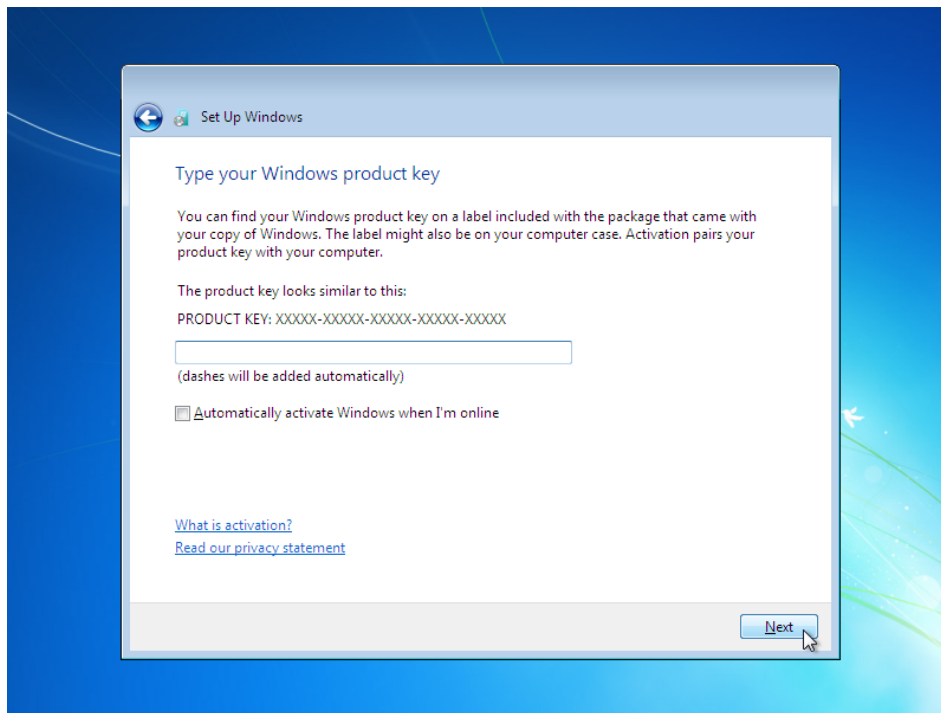 Set Up Windows
Type your Windows product key
You can find your Windows product key on a label included with the package that came with
your copy of Windows. The label might also be on your computer case. Activation pairs your
product key with your computer.
The product key looks similar to this:
PRODUCT KEY: XXXXX-XXXXX-XXXXX-XXXXX-XXXXX
(dashes will be added automatically)
Automatically activate Windows when I'm online
What is activation?
Read our privacy statement
Next